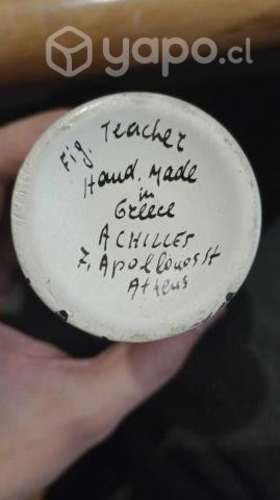 yapo.cl
Fig. Teacher
Hand. Made
in
Greece
ACHILLES
7, Apollonos St
Athens